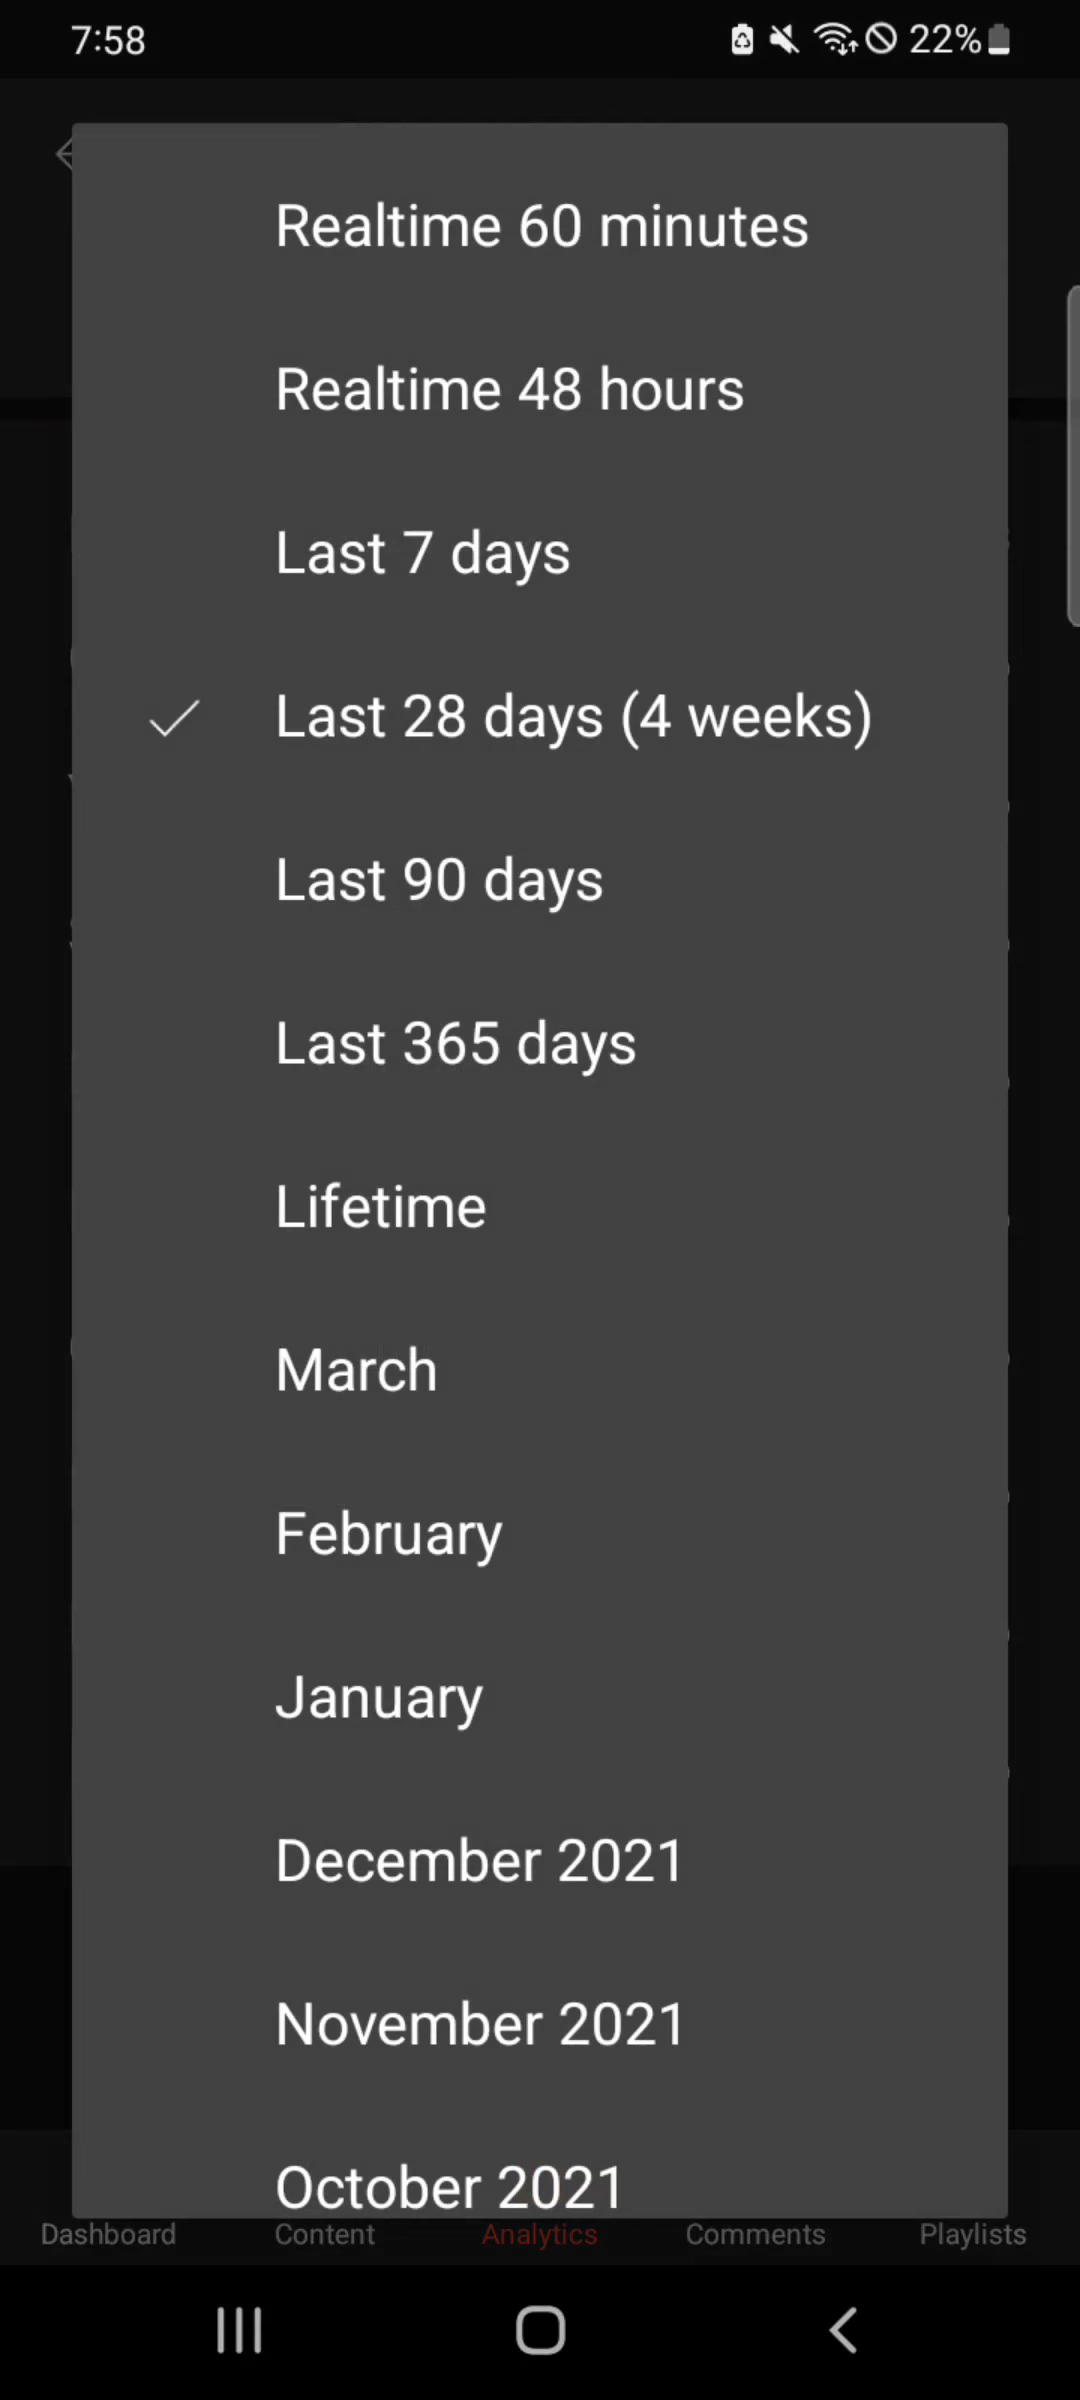 7:58
22%
Realtime 60 minutes
Realtime 48 hours
Last 7 days
Last 28 days (4 weeks)
Last 90 days
Last 365 days
Lifetime
March
February
January
December 2021
November 2021
October 2021
Dashboard
Content
Analytics
Comments
Playlists